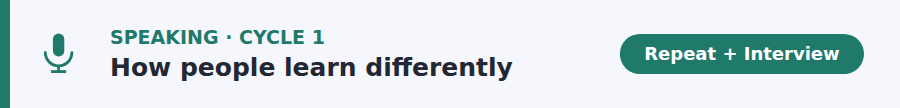 SPEAKING · CYCLE 1
How people learn differently
Repeat + Interview